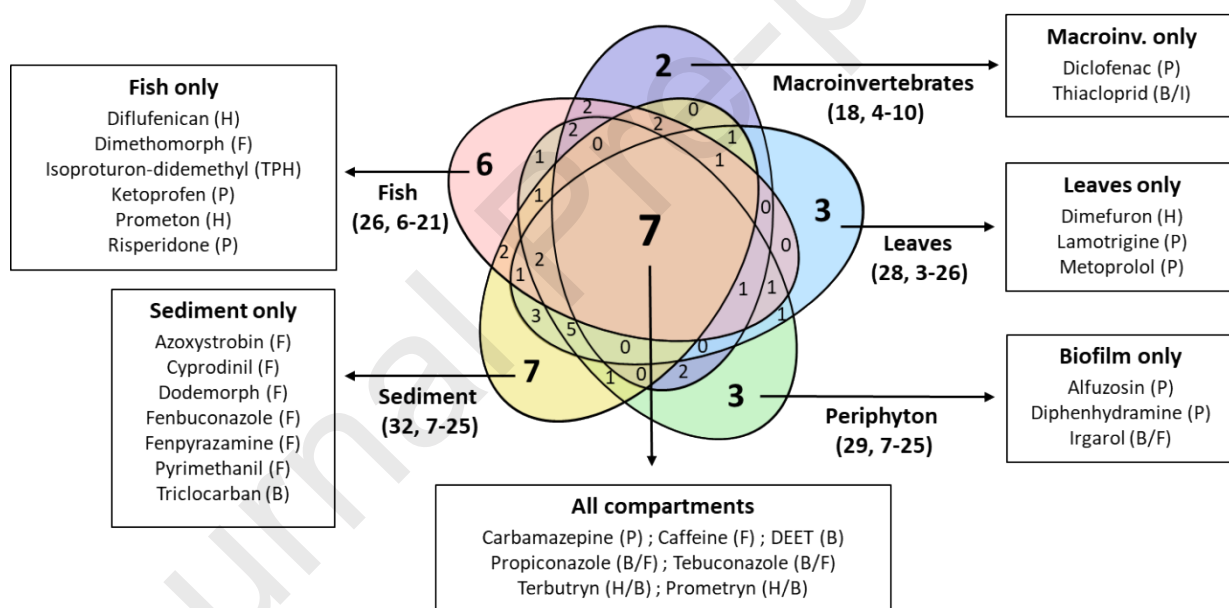 urnal Pre-p
Fish only
Diflufenican (H)
Dimethomorph (F)
Isoproturon-didemethyl (TPH)
Ketoprofen (P)
Prometon (H)
Risperidone (P)
Sediment only
Azoxystrobin (F)
Cyprodinil (F)
Dodemorph (F)
Fenbuconazole (F)
Fenpyrazamine (F)
Pyrimethanil (F)
Triclocarban (B)
Fish
(26, 6-21)
Sediment
(32, 7-25)
2
2 0
2 2 1
1 0 1
6 1 0 3
7 0
2 2 1 1
1 1
3 5 0 0
7 1 0 2 3
Macroinvertebrates
(18, 4-10)
Leaves
(28, 3-26)
Periphyton
(29, 7-25)
Macroinv. only
Diclofenac (P)
Thiacloprid (B/I)
Leaves only
Dimefuron (H)
Lamotrigine (P)
Metoprolol (P)
Biofilm only
Alfuzosin (P)
Diphenhydramine (P)
Irgarol (B/F)
All compartments
Carbamazepine (P) ; Caffeine (F) ; DEET (B)
Propiconazole (B/F) ; Tebuconazole (B/F)
Terbutryn (H/B) ; Prometryn (H/B)